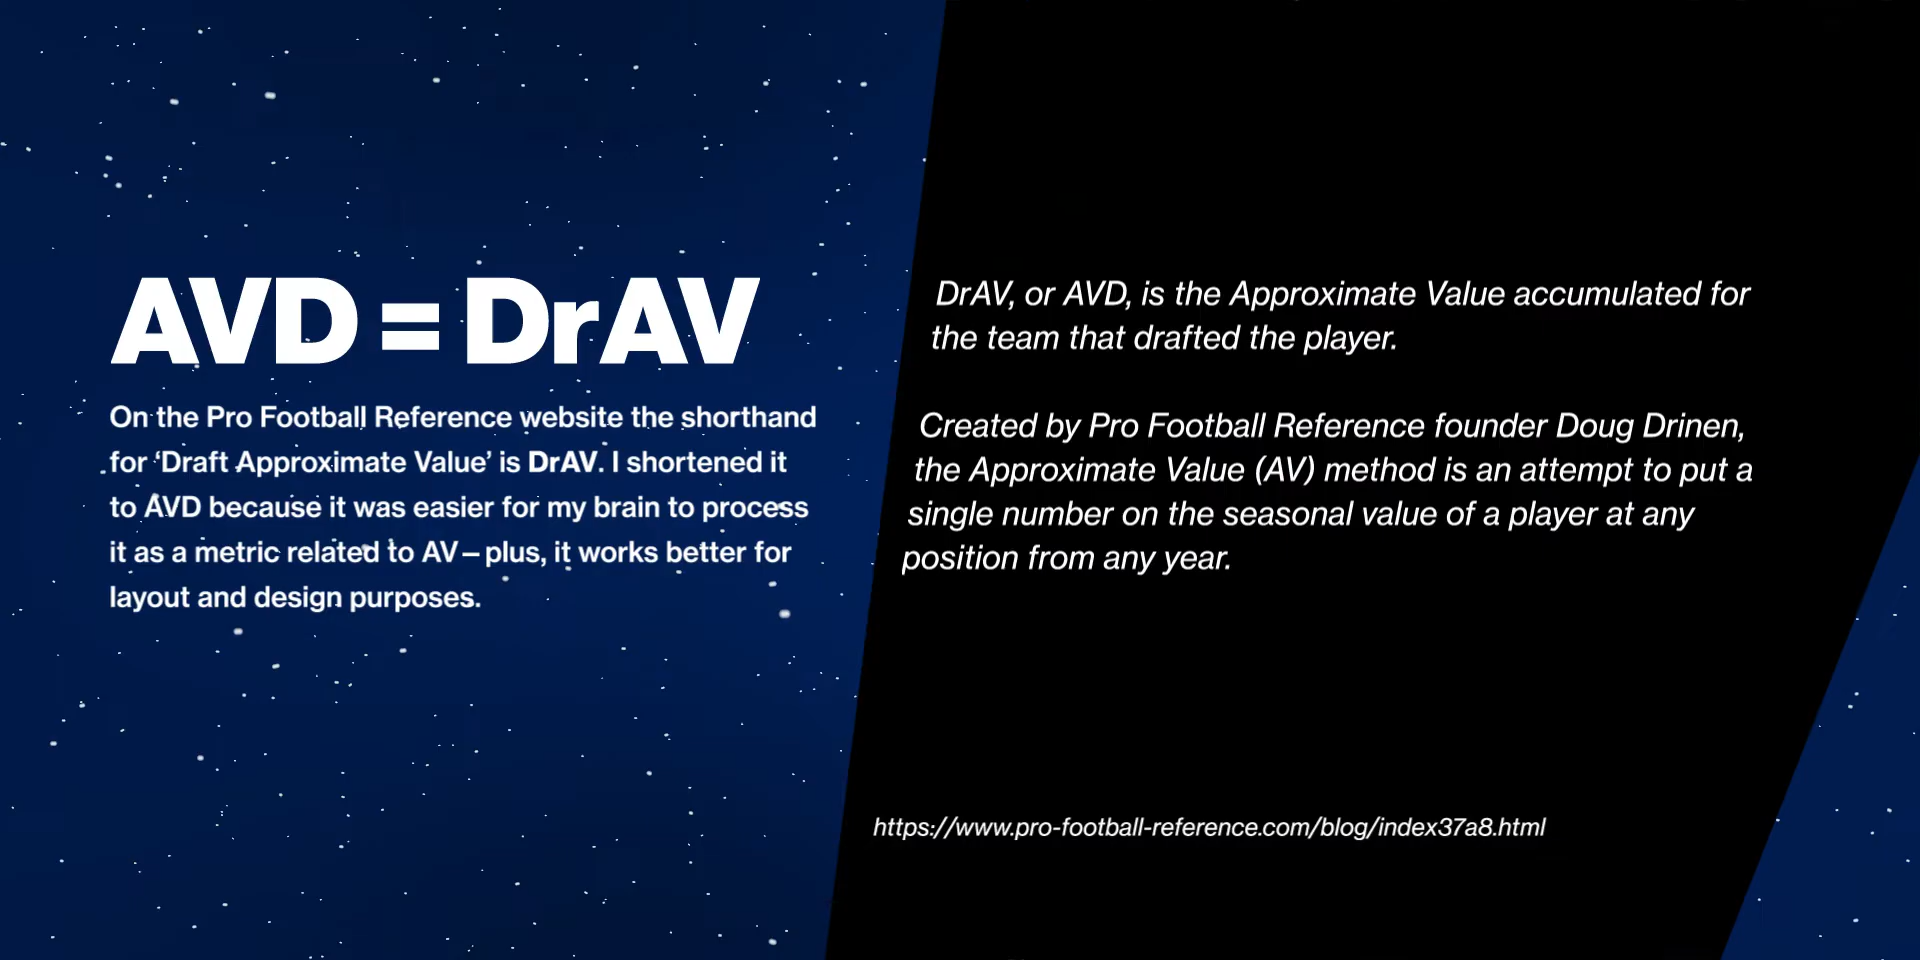 AVD = DrAV
On the Pro Football Reference website the shorthand
for ‘Draft Approximate Value’ is DrAV. I shortened it
to AVD because it was easier for my brain to process
it as a metric related to AV – plus, it works better for
layout and design purposes.
DrAV, or AVD, is the Approximate Value accumulated for
the team that drafted the player.
Created by Pro Football Reference founder Doug Drinen,
the Approximate Value (AV) method is an attempt to put a
single number on the seasonal value of a player at any
position from any year.
https://www.pro-football-reference.com/blog/index37a8.html